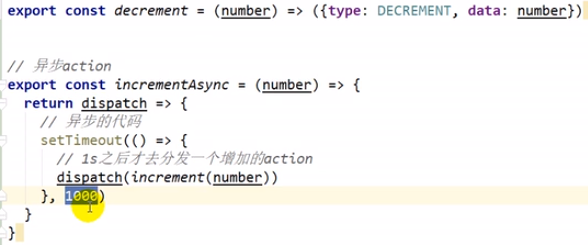 export const decrement = (number) => ({type: DECREMENT, data: number})
// 异步action
export const incrementAsync = (number) => {
return dispatch => {
// 异步的代码
setTimeout(() => {
// 1s之后才去分发一个增加的action
dispatch(increment(number))
}, 1000)
}
}